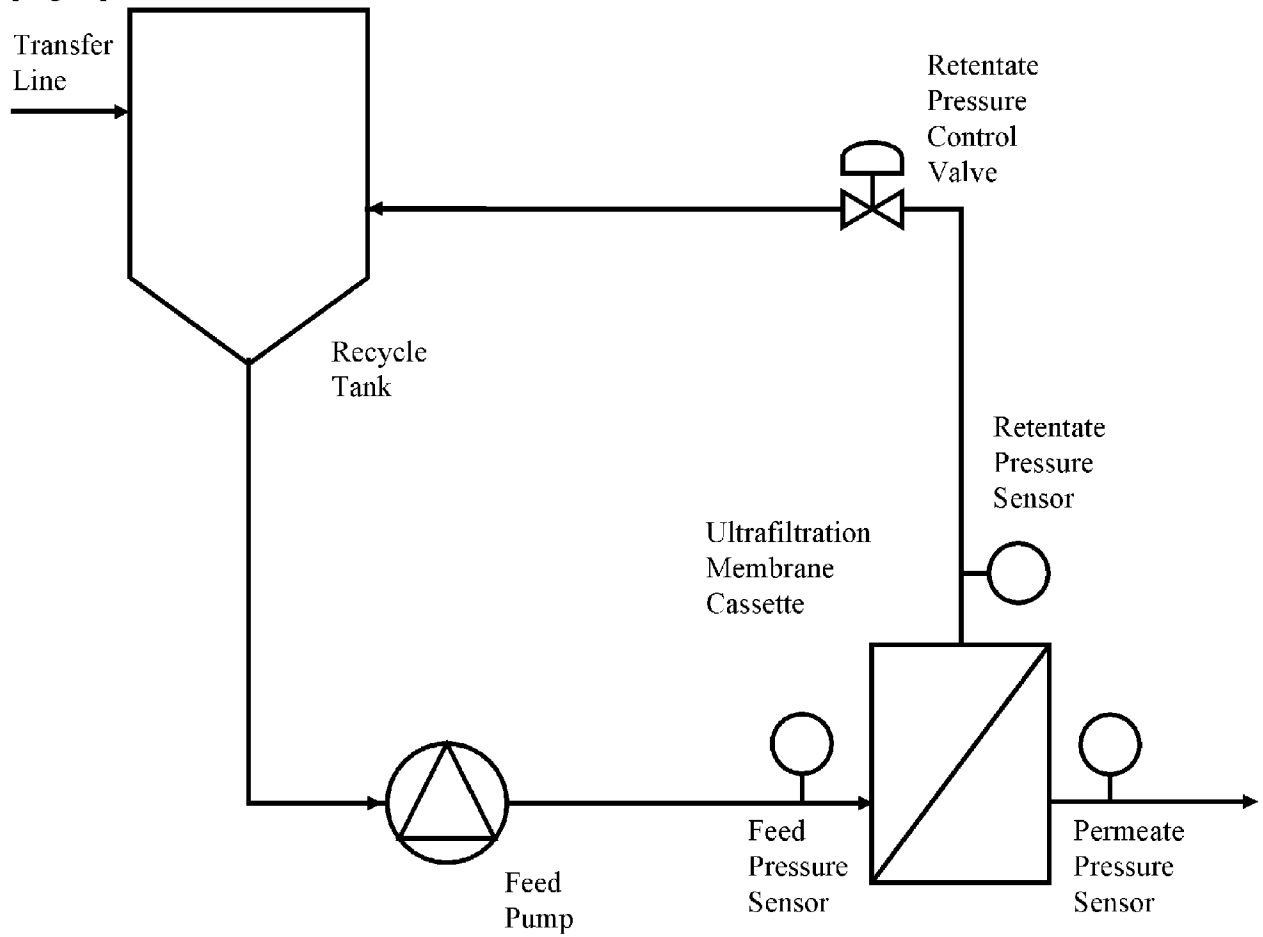 Transfer
Line
Retentate
Pressure
Control
Valve
Recycle
Tank
Retentate
Pressure
Sensor
Ultrafiltration
Membrane
Cassette
Feed
Pump
Feed
Pressure
Sensor
Permeate
Pressure
Sensor